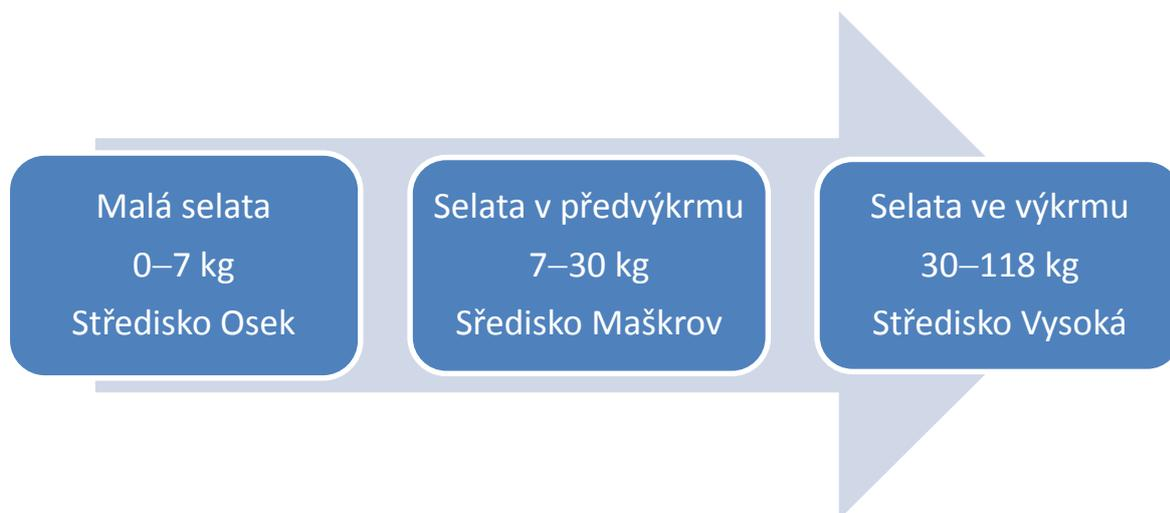 Malá selata
0–7 kg
Středisko Osek
Selata v předvýkrmu
7–30 kg
Sředisko Maškrov
Selata ve výkrmu
30–118 kg
Středisko Vysoká